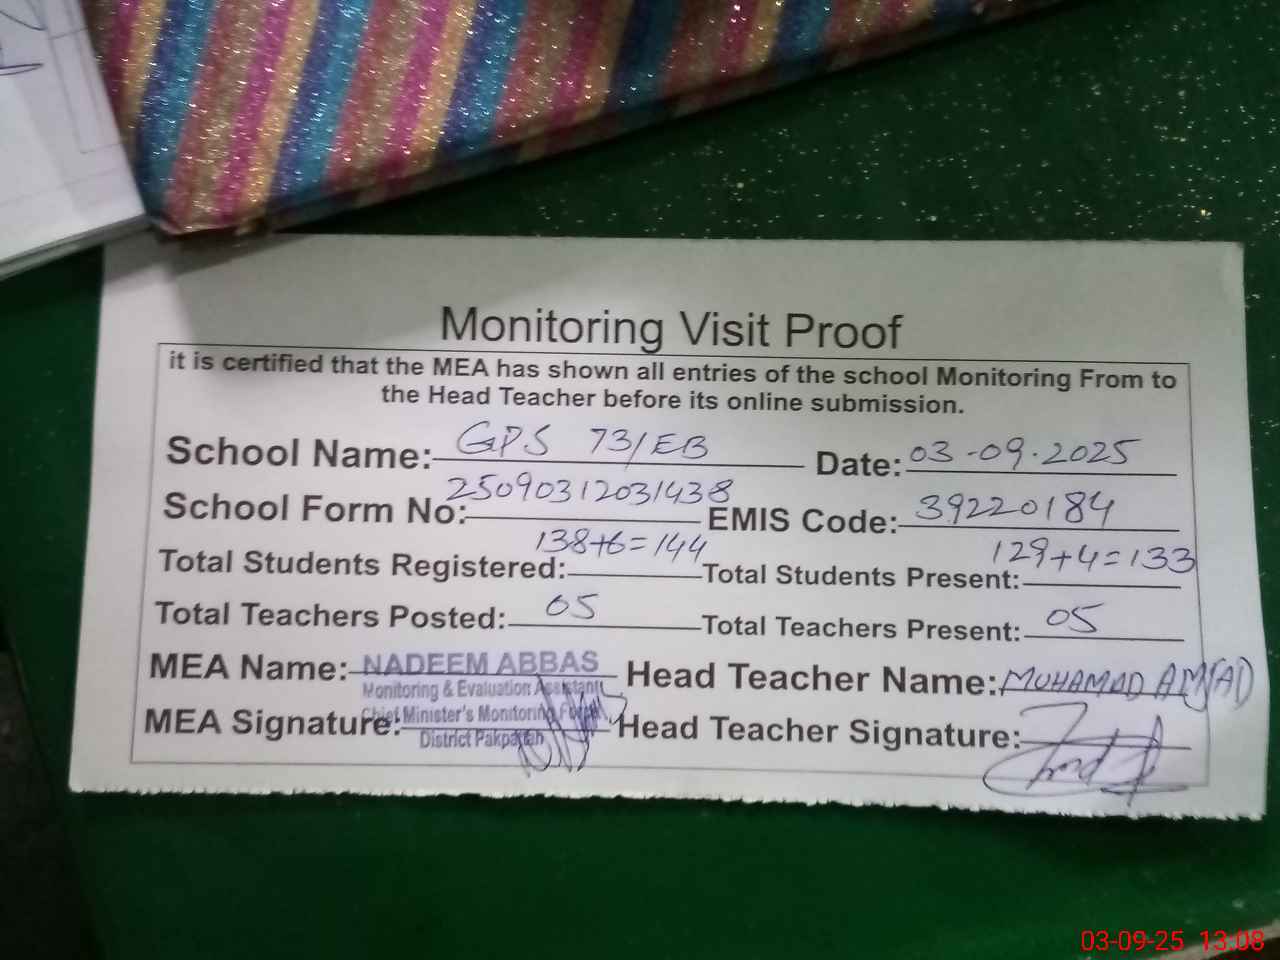 Monitoring Visit Proof
it is certified that the MEA has shown all entries of the school Monitoring From to
the Head Teacher before its online submission.
School Name: GPS 73/EB Date: 03-09-2025
School Form No: 25090312031438 EMIS Code: 39220184
Total Students Registered: 138+6=144 Total Students Present: 129+4=133
Total Teachers Posted: 05 Total Teachers Present: 05
MEA Name: NADEEM ABBAS Head Teacher Name: MUHAMAD AMJAD
Monitoring & Evaluation Assistant
Chief Minister's Monitoring Force
MEA Signature: Head Teacher Signature:
District Pakpattan
03-09-25 13:08